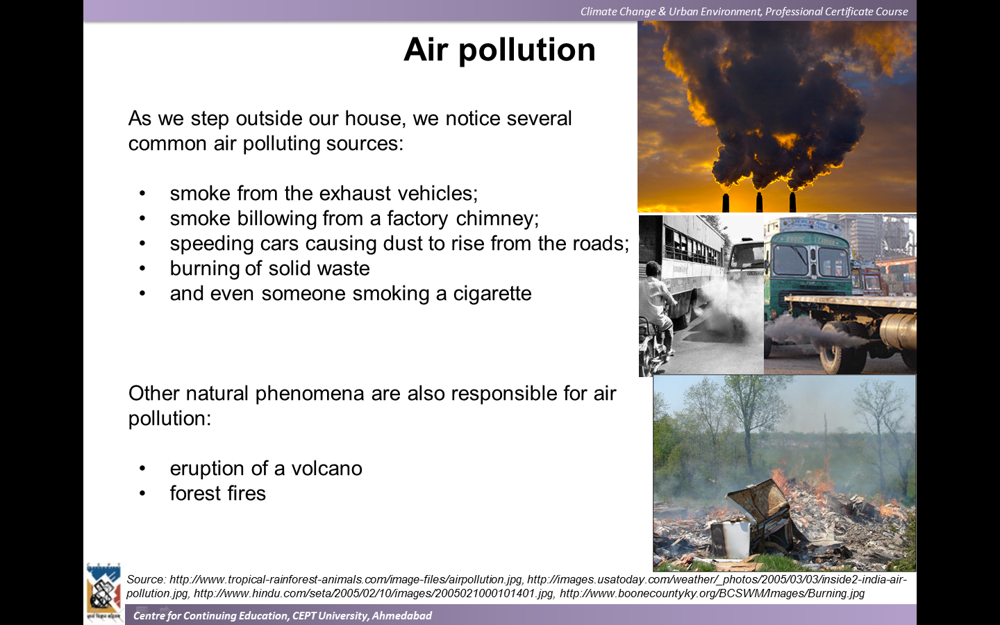 Climate Change & Urban Environment, Professional Certificate Course
Air pollution
As we step outside our house, we notice several
common air polluting sources:
• smoke from the exhaust vehicles;
• smoke billowing from a factory chimney;
• speeding cars causing dust to rise from the roads;
• burning of solid waste
• and even someone smoking a cigarette
Other natural phenomena are also responsible for air
pollution:
• eruption of a volcano
• forest fires
Source: http://www.tropical-rainforest-animals.com/image-files/airpollution.jpg, http://images.usatoday.com/weather/_photos/2005/03/03/inside2-india-air-
pollution.jpg, http://www.hindu.com/seta/2005/02/10/images/2005021000101401.jpg, http://www.boonecountyky.org/BCSWM/Images/Burning.jpg
Centre for Continuing Education, CEPT University, Ahmedabad